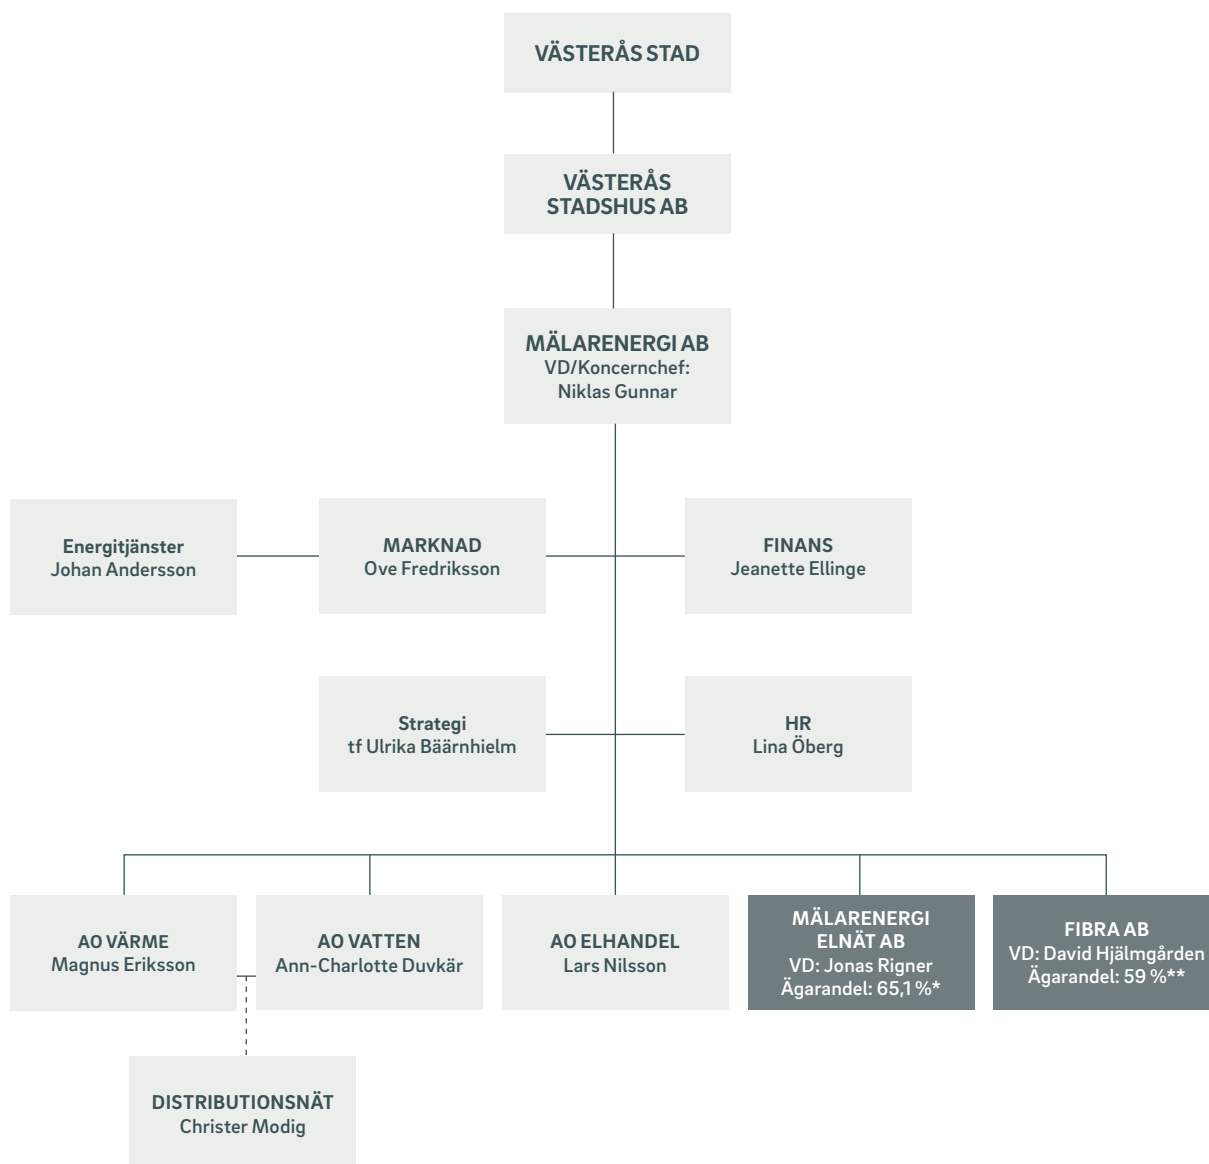 VÄSTERÅS STAD
VÄSTERÅS
STADSHUS AB
MÄLARENERGI AB
VD/Koncernchef:
Niklas Gunnar
Energitjänster
Johan Andersson
MARKNAD
Ove Fredriksson
FINANS
Jeanette Ellinge
Strategi
tf Ulrika Bäärnhielm
HR
Lina Öberg
AO VÄRME
Magnus Eriksson
AO VATTEN
Ann-Charlotte Duvkär
AO ELHANDEL
Lars Nilsson
MÄLARENERGI
ELNÄT AB
VD: Jonas Rigner
Ägarandel: 65,1 %*
FIBRA AB
VD: David Hjälmgården
Ägarandel: 59 %**
DISTRIBUTIONSNÄT
Christer Modig